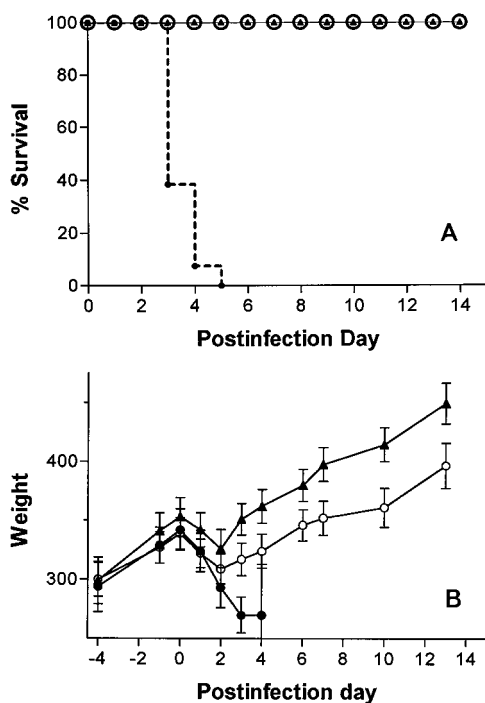 100
80
60
40
20
0
% Survival
A
0 2 4 6 8 10 12 14
Postinfection Day
400
300
Weight
B
-4 -2 0 2 4 6 8 10 12 14
Postinfection day